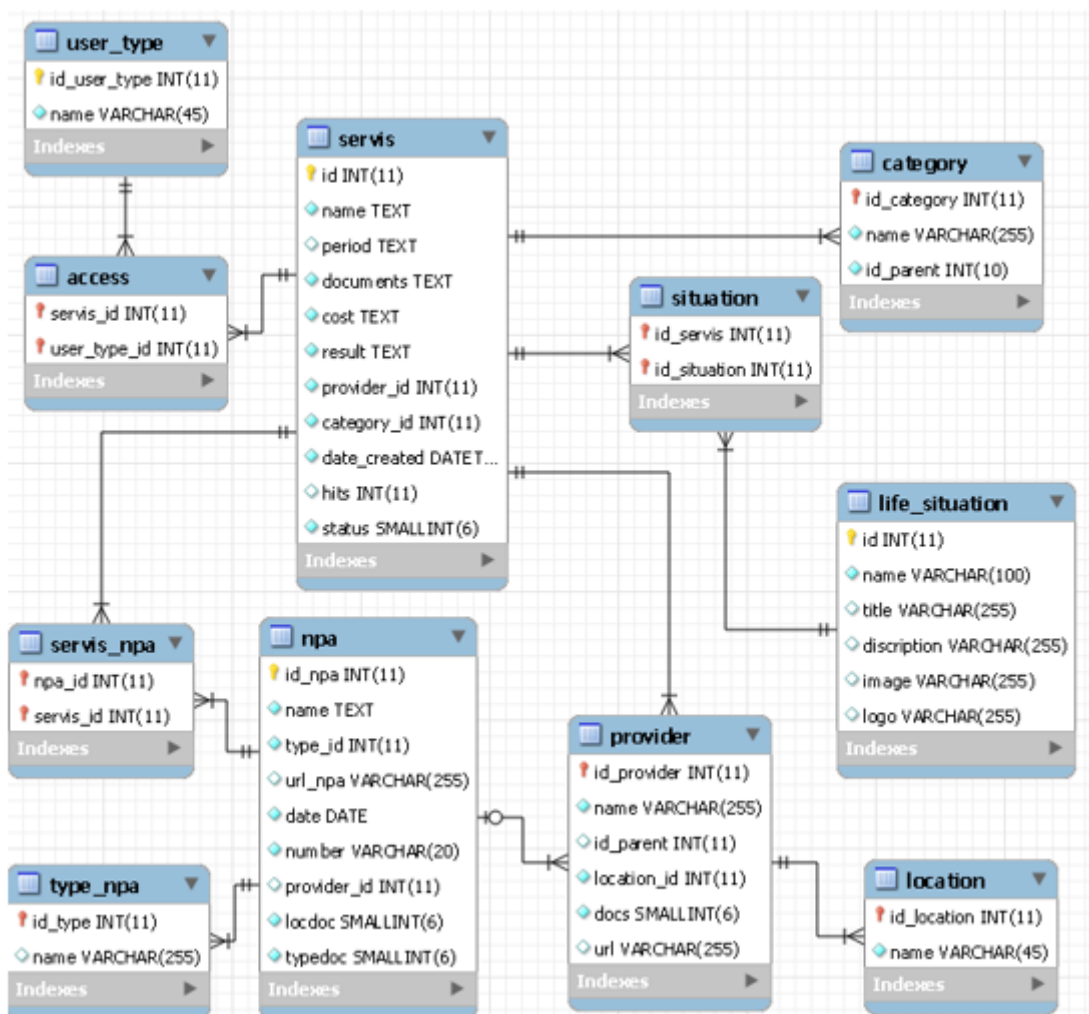 user_type
id_user_type INT(11)
name VARCHAR(45)
Indexes
access
servis_id INT(11)
user_type_id INT(11)
Indexes
servis
id INT(11)
name TEXT
period TEXT
documents TEXT
cost TEXT
result TEXT
provider_id INT(11)
category_id INT(11)
date_created DATET...
hits INT(11)
status SMALLINT(6)
Indexes
category
id_category INT(11)
name VARCHAR(255)
id_parent INT(10)
Indexes
situation
id_servis INT(11)
id_situation INT(11)
Indexes
life_situation
id INT(11)
name VARCHAR(100)
title VARCHAR(255)
discription VARCHAR(255)
image VARCHAR(255)
logo VARCHAR(255)
Indexes
servis_npa
npa_id INT(11)
servis_id INT(11)
Indexes
npa
id_npa INT(11)
name TEXT
type_id INT(11)
url_npa VARCHAR(255)
date DATE
number VARCHAR(20)
provider_id INT(11)
locdoc SMALLINT(6)
typedoc SMALLINT(6)
Indexes
type_npa
id_type INT(11)
name VARCHAR(255)
Indexes
provider
id_provider INT(11)
name VARCHAR(255)
id_parent INT(11)
location_id INT(11)
docs SMALLINT(6)
url VARCHAR(255)
Indexes
location
id_location INT(11)
name VARCHAR(45)
Indexes